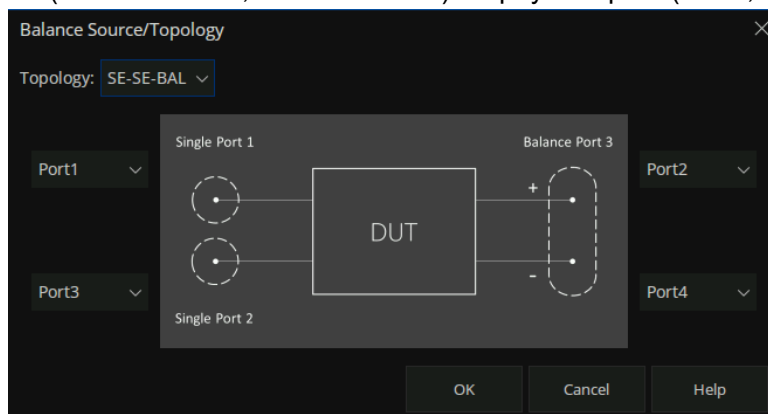 Balance Source/Topology
Topology: SE-SE-BAL
Single Port 1
Balance Port 3
Port1
Port2
+
DUT
-
Port3
Port4
Single Port 2
OK
Cancel
Help